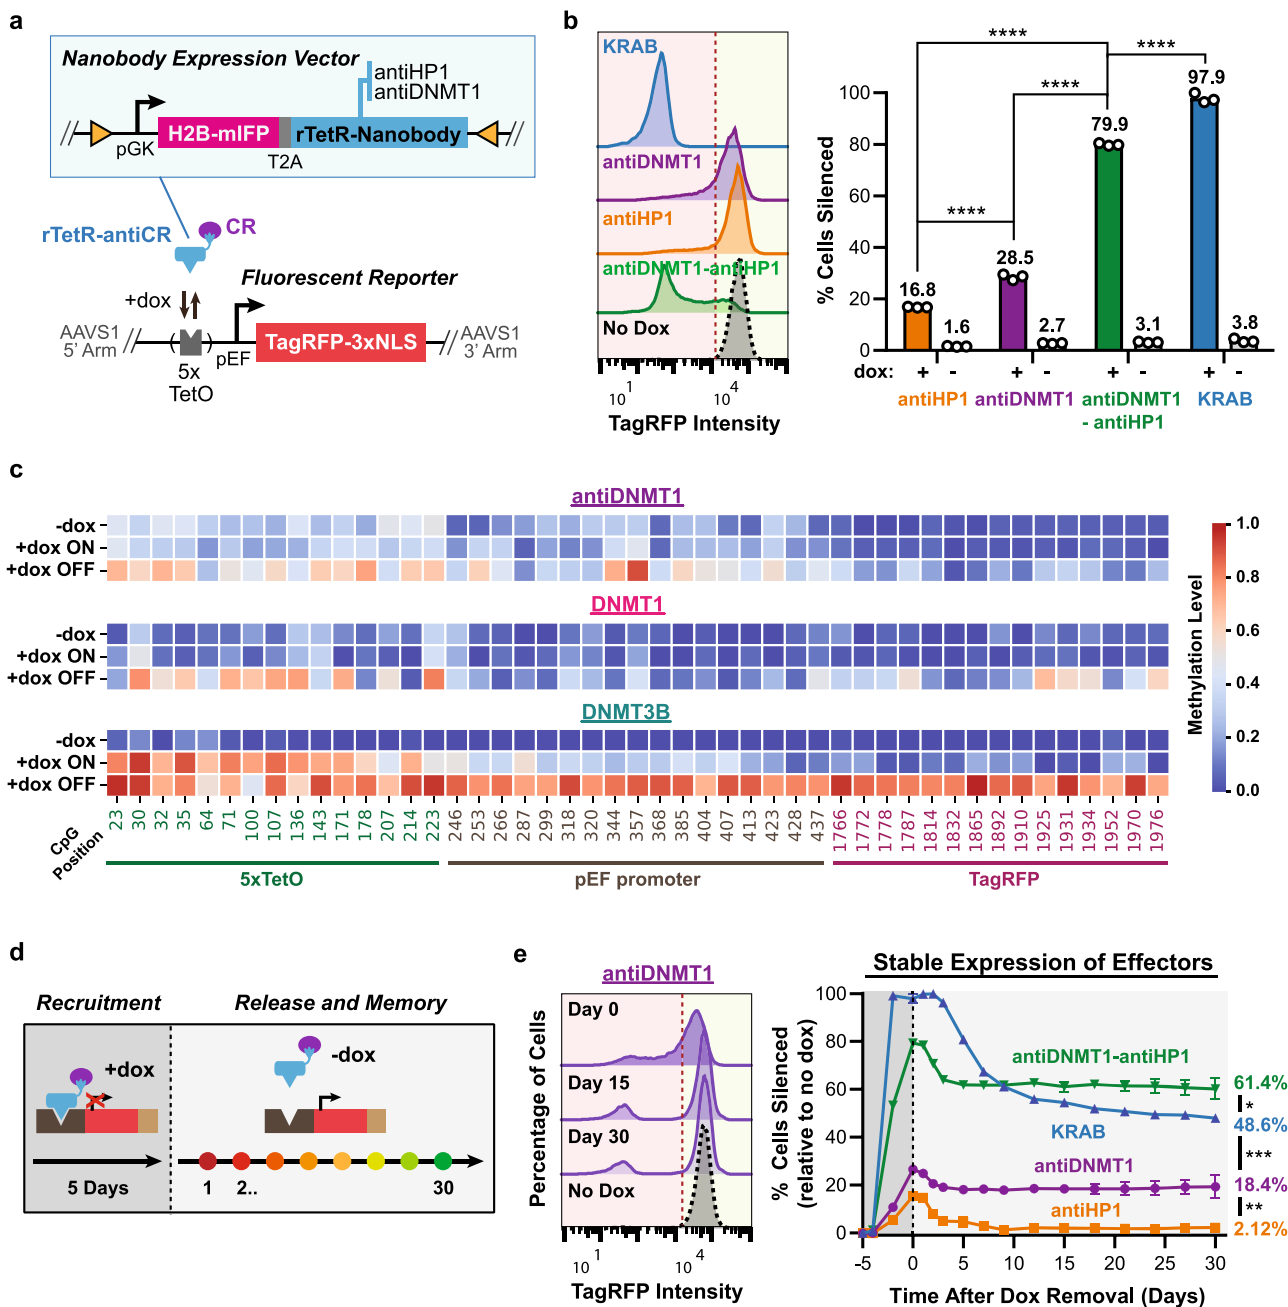 a
Nanobody Expression Vector
antiHP1
antiDNMT1
H2B-mIFP
rTetR-Nanobody
pGK
T2A
rTetR-antiCR
CR
Fluorescent Reporter
+dox
AAVS1
5' Arm
pEF
TagRFP-3xNLS
AAVS1
3' Arm
5x
TetO
b
KRAB
antiDNMT1
antiHP1
antiDNMT1-antiHP1
No Dox
10^1
10^4
TagRFP Intensity
% Cells Silenced
100
80
60
40
20
0
****
****
****
****
16.8
1.6
28.5
2.7
79.9
3.1
97.9
3.8
dox: + - + - + - + -
antiHP1 antiDNMT1 antiDNMT1 - antiHP1 KRAB
c
antiDNMT1
-dox
+dox ON
+dox OFF
DNMT1
-dox
+dox ON
+dox OFF
DNMT3B
-dox
+dox ON
+dox OFF
CpG Position
23 30 32 35 64 71 100 107 136 143 171 178 207 214 223 246 253 266 287 299 318 320 344 357 368 385 404 407 413 423 428 437 1766 1772 1778 1787 1814 1832 1865 1892 1910 1925 1931 1934 1952 1970 1976
5xTetO
pEF promoter
TagRFP
Methylation Level
1.0
0.8
0.6
0.4
0.2
0.0
d
Recruitment
Release and Memory
+dox
-dox
5 Days
1 2.. 30
e
antiDNMT1
Percentage of Cells
Day 0
Day 15
Day 30
No Dox
10^1
10^4
TagRFP Intensity
Stable Expression of Effectors
% Cells Silenced
(relative to no dox)
100
80
60
40
20
0
antiDNMT1-antiHP1
KRAB
antiDNMT1
antiHP1
61.4%
*
48.6%
***
18.4%
**
2.12%
-5 0 5 10 15 20 25 30
Time After Dox Removal (Days)